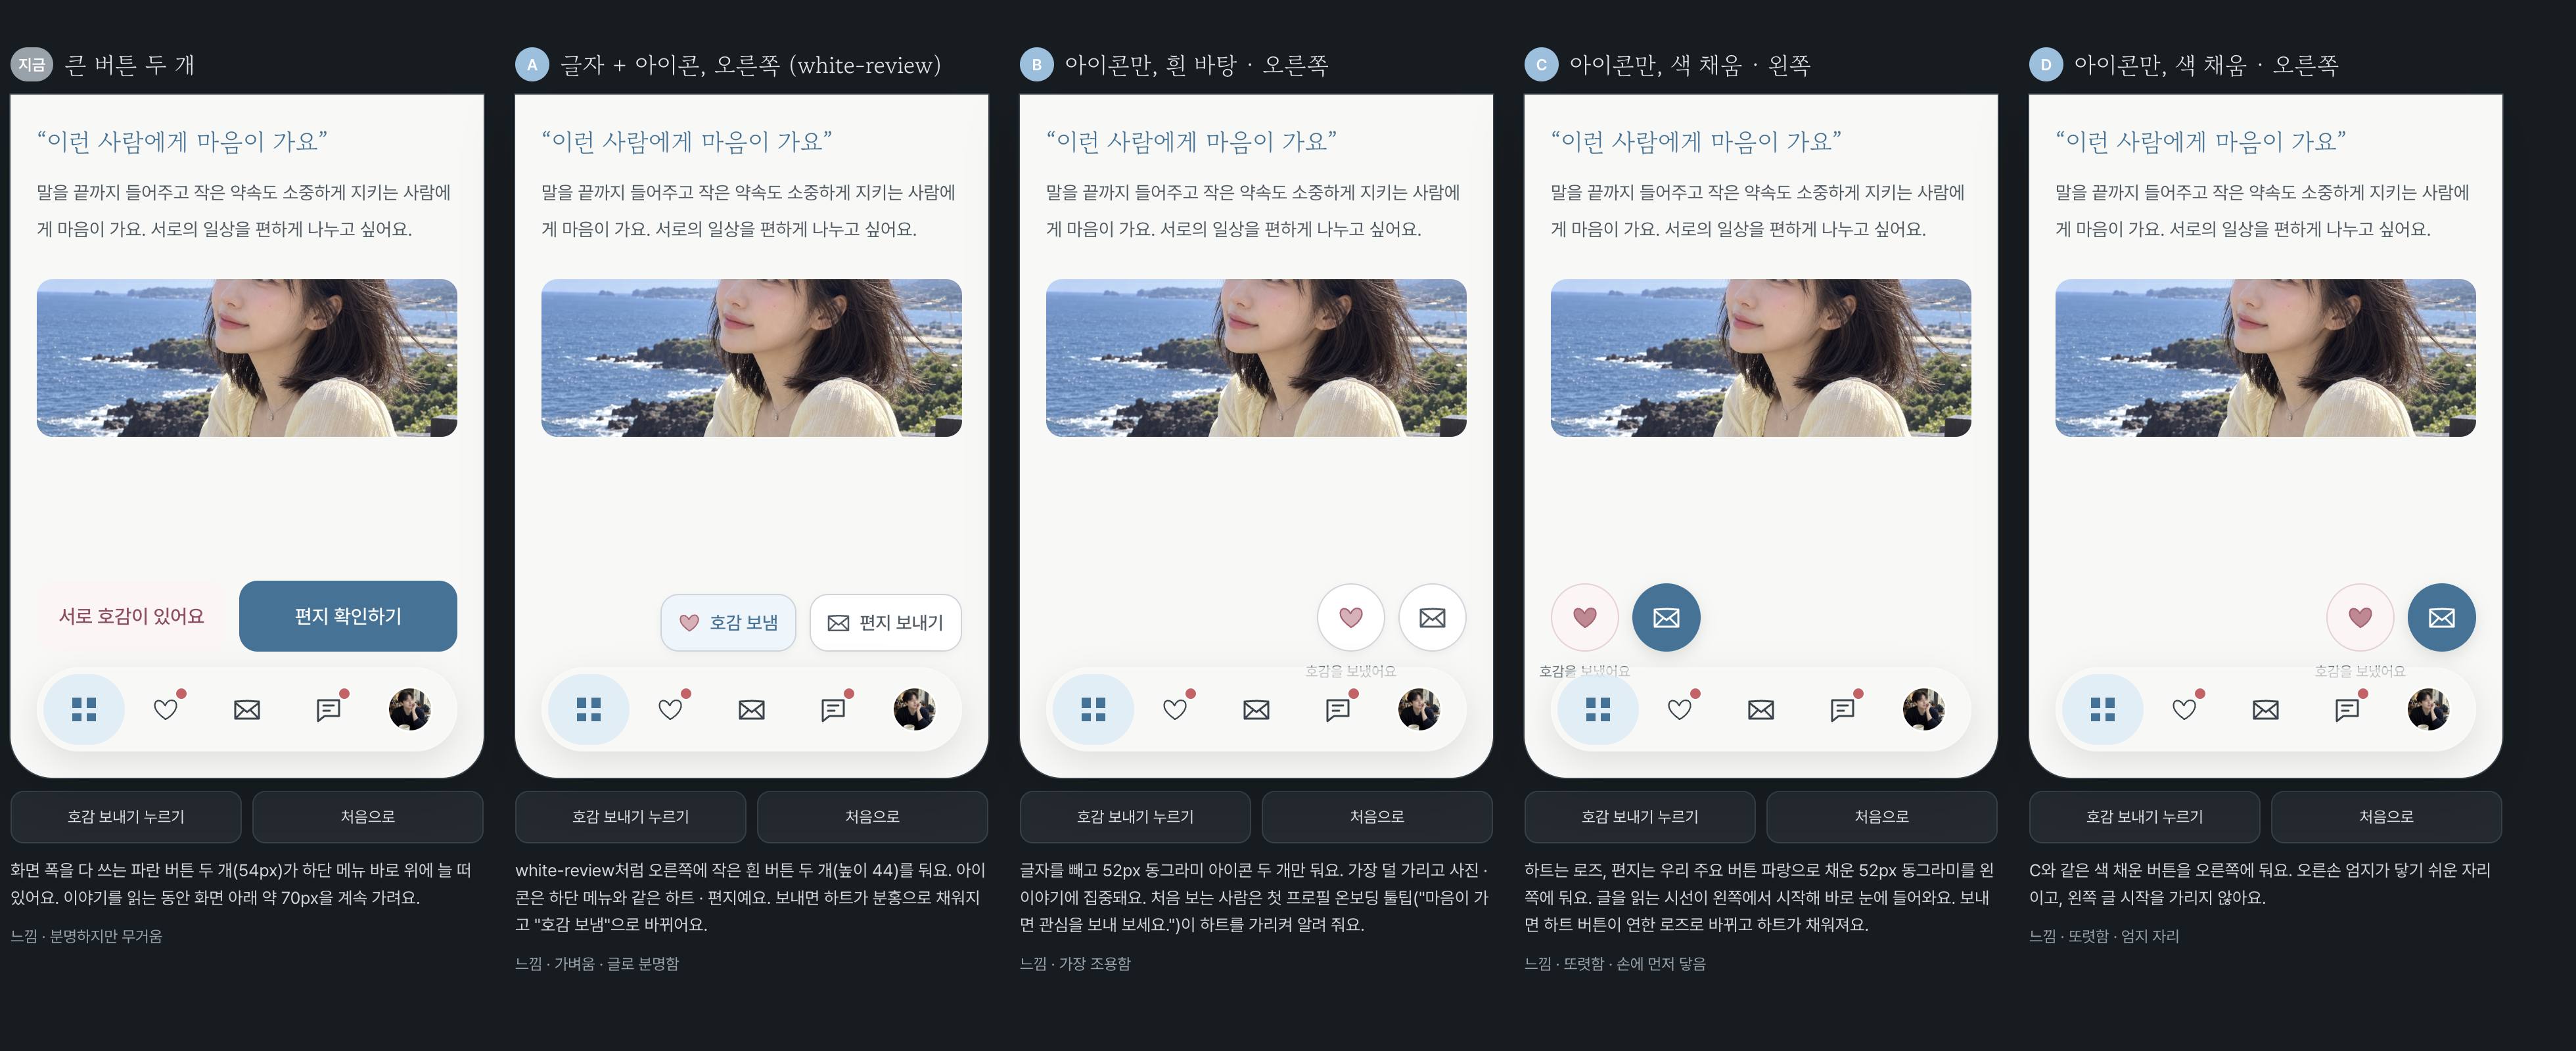 지금 큰 버튼 두 개
“이런 사람에게 마음이 가요”
말을 끝까지 들어주고 작은 약속도 소중하게 지키는 사람에
게 마음이 가요. 서로의 일상을 편하게 나누고 싶어요.
서로 호감이 있어요
편지 확인하기
호감 보내기 누르기
처음으로
화면 폭을 다 쓰는 파란 버튼 두 개(54px)가 하단 메뉴 바로 위에 늘 떠
있어요. 이야기를 읽는 동안 화면 아래 약 70px을 계속 가려요.
느낌 · 분명하지만 무거움
A 글자 + 아이콘, 오른쪽 (white-review)
“이런 사람에게 마음이 가요”
말을 끝까지 들어주고 작은 약속도 소중하게 지키는 사람에
게 마음이 가요. 서로의 일상을 편하게 나누고 싶어요.
호감 보냄
편지 보내기
호감 보내기 누르기
처음으로
white-review처럼 오른쪽에 작은 흰 버튼 두 개(높이 44)를 둬요. 아이
콘은 하단 메뉴와 같은 하트 · 편지예요. 보내면 하트가 분홍으로 채워지
고 "호감 보냄"으로 바뀌어요.
느낌 · 가벼움 · 글로 분명함
B 아이콘만, 흰 바탕 · 오른쪽
“이런 사람에게 마음이 가요”
말을 끝까지 들어주고 작은 약속도 소중하게 지키는 사람에
게 마음이 가요. 서로의 일상을 편하게 나누고 싶어요.
호감을 보냈어요
호감 보내기 누르기
처음으로
글자를 빼고 52px 동그라미 아이콘 두 개만 둬요. 가장 덜 가리고 사진 ·
이야기에 집중돼요. 처음 보는 사람은 첫 프로필 온보딩 툴팁("마음이 가
면 관심을 보내 보세요.")이 하트를 가리켜 알려 줘요.
느낌 · 가장 조용함
C 아이콘만, 색 채움 · 왼쪽
“이런 사람에게 마음이 가요”
말을 끝까지 들어주고 작은 약속도 소중하게 지키는 사람에
게 마음이 가요. 서로의 일상을 편하게 나누고 싶어요.
호감을 보냈어요
호감 보내기 누르기
처음으로
하트는 로즈, 편지는 우리 주요 버튼 파랑으로 채운 52px 동그라미를 왼
쪽에 둬요. 글을 읽는 시선이 왼쪽에서 시작해 바로 눈에 들어와요. 보내
면 하트 버튼이 연한 로즈로 바뀌고 하트가 채워져요.
느낌 · 또렷함 · 손에 먼저 닿음
D 아이콘만, 색 채움 · 오른쪽
“이런 사람에게 마음이 가요”
말을 끝까지 들어주고 작은 약속도 소중하게 지키는 사람에
게 마음이 가요. 서로의 일상을 편하게 나누고 싶어요.
호감을 보냈어요
호감 보내기 누르기
처음으로
C와 같은 색 채운 버튼을 오른쪽에 둬요. 오른손 엄지가 닿기 쉬운 자리
이고, 왼쪽 글 시작을 가리지 않아요.
느낌 · 또렷함 · 엄지 자리